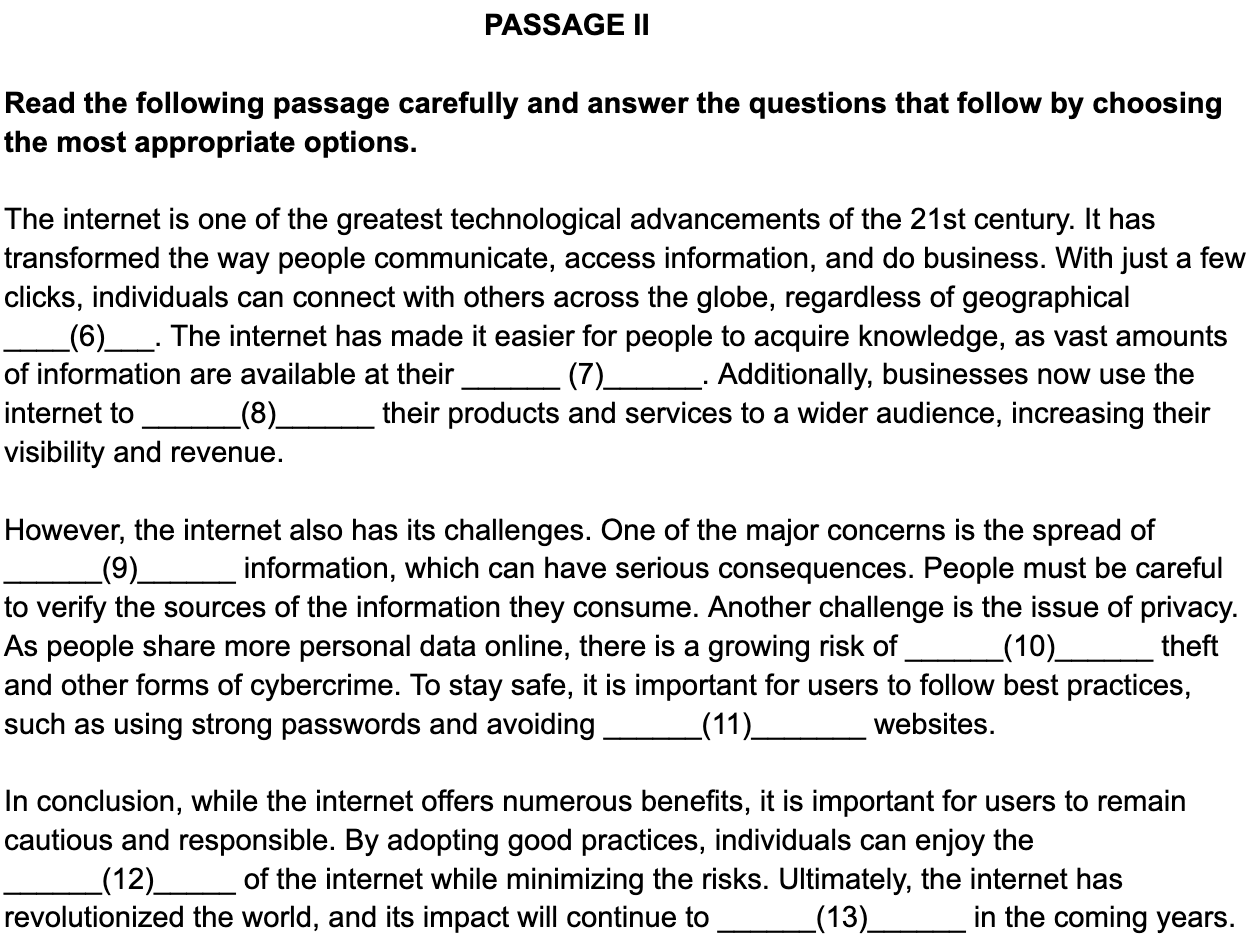 PASSAGE II
Read the following passage carefully and answer the questions that follow by choosing
the most appropriate options.
The internet is one of the greatest technological advancements of the 21st century. It has
transformed the way people communicate, access information, and do business. With just a few
clicks, individuals can connect with others across the globe, regardless of geographical
____(6)___. The internet has made it easier for people to acquire knowledge, as vast amounts
of information are available at their ______ (7)______. Additionally, businesses now use the
internet to ______(8)______ their products and services to a wider audience, increasing their
visibility and revenue.
However, the internet also has its challenges. One of the major concerns is the spread of
______(9)______ information, which can have serious consequences. People must be careful
to verify the sources of the information they consume. Another challenge is the issue of privacy.
As people share more personal data online, there is a growing risk of ______(10)______ theft
and other forms of cybercrime. To stay safe, it is important for users to follow best practices,
such as using strong passwords and avoiding ______(11)_______ websites.
In conclusion, while the internet offers numerous benefits, it is important for users to remain
cautious and responsible. By adopting good practices, individuals can enjoy the
______(12)_____ of the internet while minimizing the risks. Ultimately, the internet has
revolutionized the world, and its impact will continue to ______(13)______ in the coming years.